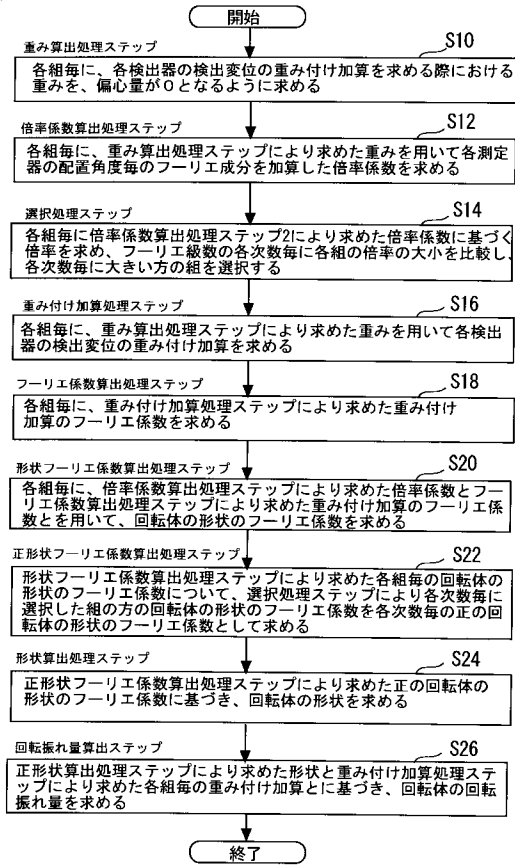 開始
重み算出処理ステップ
S10
各組毎に、各検出器の検出変位の重み付け加算を求める際における
重みを、偏心量が0となるように求める
倍率係数算出処理ステップ
S12
各組毎に、重み算出処理ステップにより求めた重みを用いて各測定
器の配置角度毎のフーリエ成分を加算した倍率係数を求める
選択処理ステップ
S14
各組毎に倍率係数算出処理ステップ2により求めた倍率係数に基づく
倍率を求め、フーリエ級数の各次数毎に各組の倍率の大小を比較し、
各次数毎に大きい方の組を選択する
重み付け加算処理ステップ
S16
各組毎に、重み算出処理ステップにより求めた重みを用いて各検出
器の検出変位の重み付け加算を求める
フーリエ係数算出処理ステップ
S18
各組毎に、重み付け加算処理ステップにより求めた重み付け
加算のフーリエ係数を求める
形状フーリエ係数算出処理ステップ
S20
各組毎に、倍率係数算出処理ステップにより求めた倍率係数とフー
リエ係数算出処理ステップにより求めた重み付け加算のフーリエ係
数とを用いて、回転体の形状のフーリエ係数を求める
正形状フーリエ係数算出処理ステップ
S22
形状フーリエ係数算出処理ステップにより求めた各組毎の回転体の
形状のフーリエ係数について、選択処理ステップにより各次数毎に
選択した組の方の回転体の形状のフーリエ係数を各次数毎の正の回
転体の形状のフーリエ係数として求める
形状算出処理ステップ
S24
正形状フーリエ係数算出処理ステップにより求めた正の回転体の
形状のフーリエ係数に基づき、回転体の形状を求める
回転振れ量算出ステップ
S26
正形状算出処理ステップにより求めた形状と重み付け加算処理ステ
ップにより求めた各組毎の重み付け加算とに基づき、回転体の回転
振れ量を求める
終了